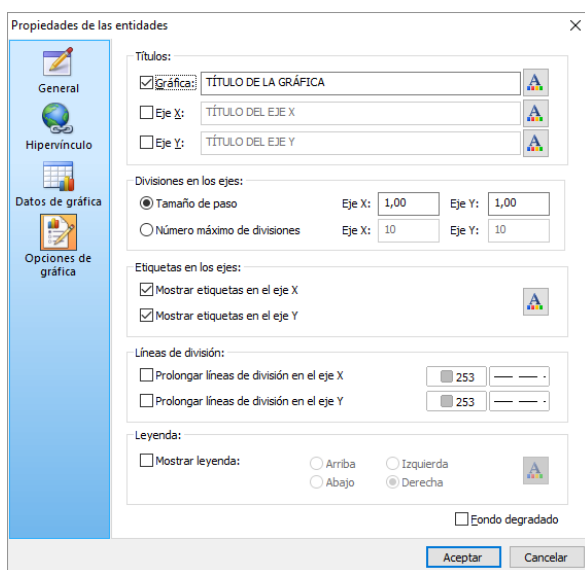 Propiedades de las entidades
General
Hipervínculo
Datos de gráfica
Opciones de
gráfica
Títulos:
Gráfica: TÍTULO DE LA GRÁFICA A
Eje X: TÍTULO DEL EJE X A
Eje Y: TÍTULO DEL EJE Y A
Divisiones en los ejes:
Tamaño de paso Eje X: 1,00 Eje Y: 1,00
Número máximo de divisiones Eje X: 10 Eje Y: 10
Etiquetas en los ejes:
Mostrar etiquetas en el eje X
A
Mostrar etiquetas en el eje Y
Líneas de división:
Prolongar líneas de división en el eje X 253
Prolongar líneas de división en el eje Y 253
Leyenda:
Mostrar leyenda: Arriba Izquierda
A
Abajo Derecha
Fondo degradado
Aceptar Cancelar